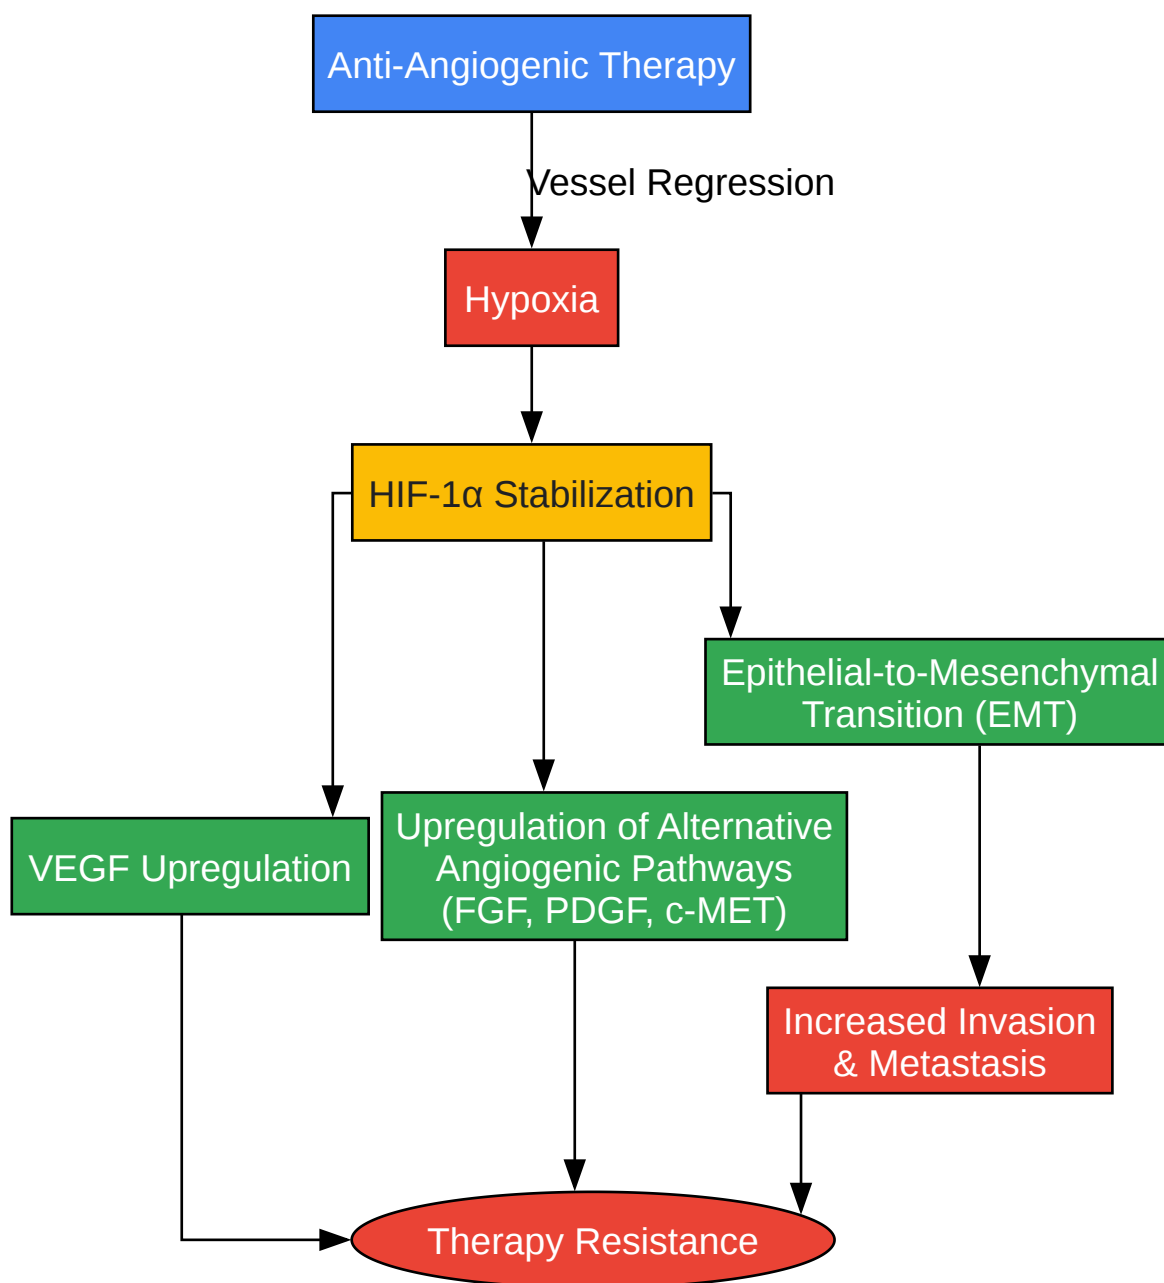 Anti-Angiogenic Therapy
Vessel Regression
Hypoxia
HIF-1α Stabilization
Epithelial-to-Mesenchymal
Transition (EMT)
VEGF Upregulation
Upregulation of Alternative
Angiogenic Pathways
(FGF, PDGF, c-MET)
Increased Invasion
& Metastasis
Therapy Resistance